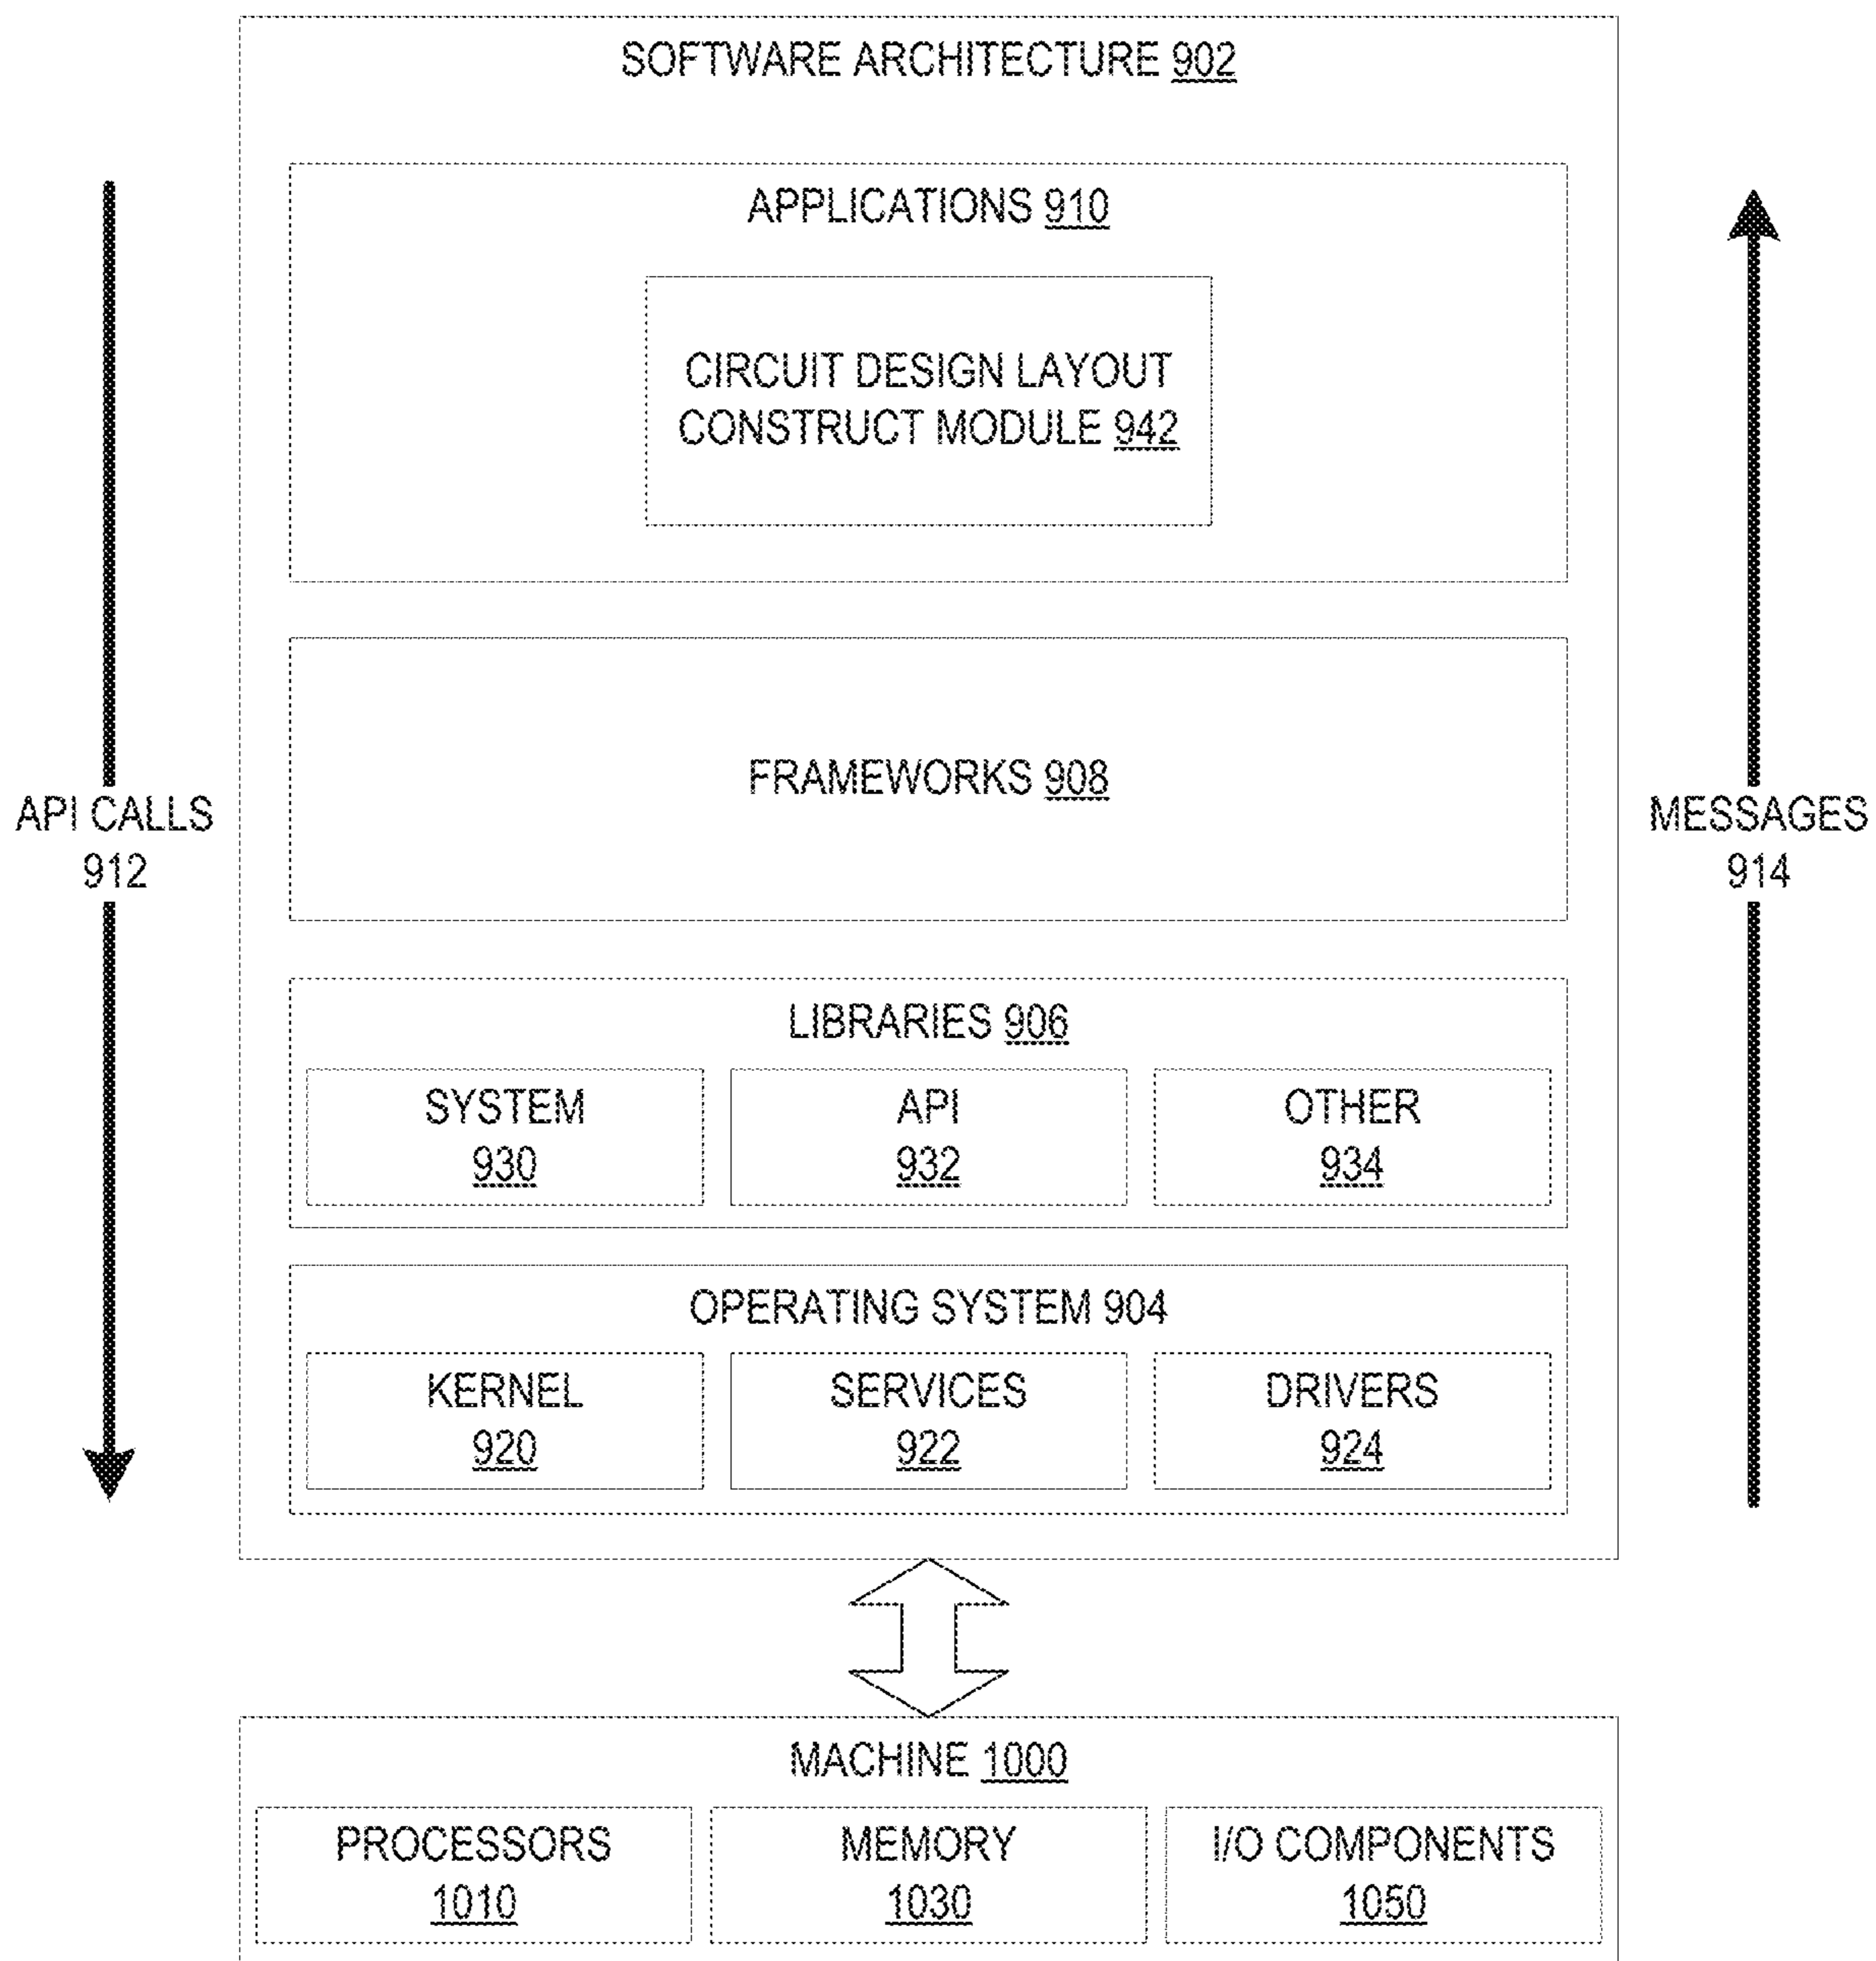 SOFTWARE ARCHITECTURE 902
APPLICATIONS 910
CIRCUIT DESIGN LAYOUT
CONSTRUCT MODULE 942
FRAMEWORKS 908
API CALLS
912
MESSAGES
914
LIBRARIES 906
SYSTEM
930
API
932
OTHER
934
OPERATING SYSTEM 904
KERNEL
920
SERVICES
922
DRIVERS
924
MACHINE 1000
PROCESSORS
1010
MEMORY
1030
I/O COMPONENTS
1050